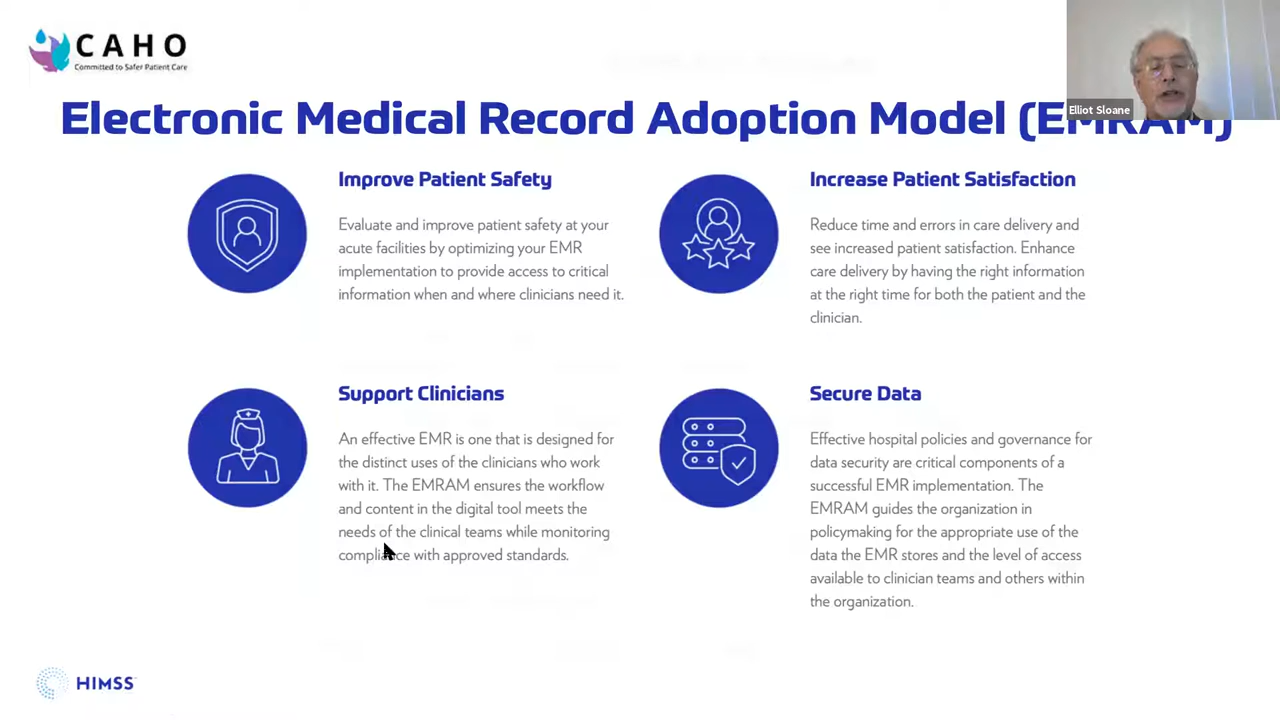 CAHO
Committed to Safer Patient Care
Elliot Sloane
Electronic Medical Record Adoption Model (EMRAM)
Improve Patient Safety
Evaluate and improve patient safety at your
acute facilities by optimizing your EMR
implementation to provide access to critical
information when and where clinicians need it.
Increase Patient Satisfaction
Reduce time and errors in care delivery and
see increased patient satisfaction. Enhance
care delivery by having the right information
at the right time for both the patient and the
clinician.
Support Clinicians
An effective EMR is one that is designed for
the distinct uses of the clinicians who work
with it. The EMRAM ensures the workflow
and content in the digital tool meets the
needs of the clinical teams while monitoring
compliance with approved standards.
Secure Data
Effective hospital policies and governance for
data security are critical components of a
successful EMR implementation. The
EMRAM guides the organization in
policymaking for the appropriate use of the
data the EMR stores and the level of access
available to clinician teams and others within
the organization.
HIMSS